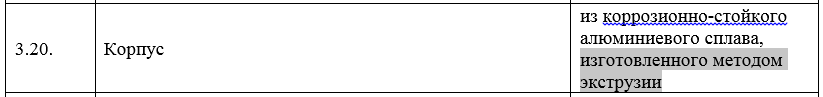 3.20.
Корпус
из коррозионно-стойкого
алюминиевого сплава,
изготовленного методом
экструзии